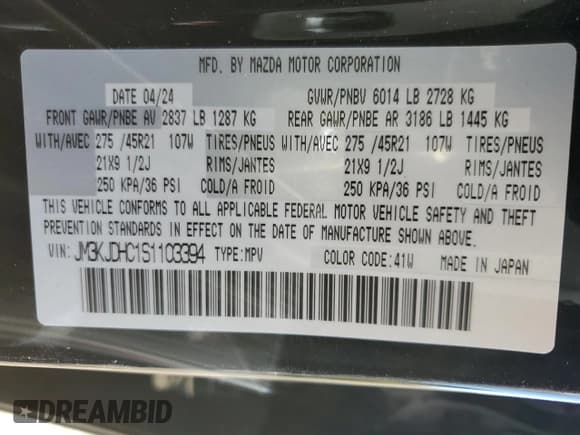 MFD. BY MAZDA MOTOR CORPORATION
DATE 04/24 GVWR/PNBV 6014 LB 2728 KG
FRONT GAWR/PNBE AV 2837 LB 1287 KG REAR GAWR/PNBE AR 3186 LB 1445 KG
WITH/AVEC 275 /45R21 107W TIRES/PNEUS WITH/AVEC 275 /45R21 107W TIRES/PNEUS
21X9 1/2J RIMS/JANTES 21X9 1/2J RIMS/JANTES
250 KPA/36 PSI COLD/A FROID 250 KPA/36 PSI COLD/A FROID
THIS VEHICLE CONFORMS TO ALL APPLICABLE FEDERAL MOTOR VEHICLE SAFETY AND THEFT
PREVENTION STANDARDS IN EFFECT ON THE DATE OF MANUFACTURE SHOWN ABOVE.
VIN: JM3KJDHC1S1103394 TYPE:MPV COLOR CODE:41W MADE IN JAPAN
DREAMBID